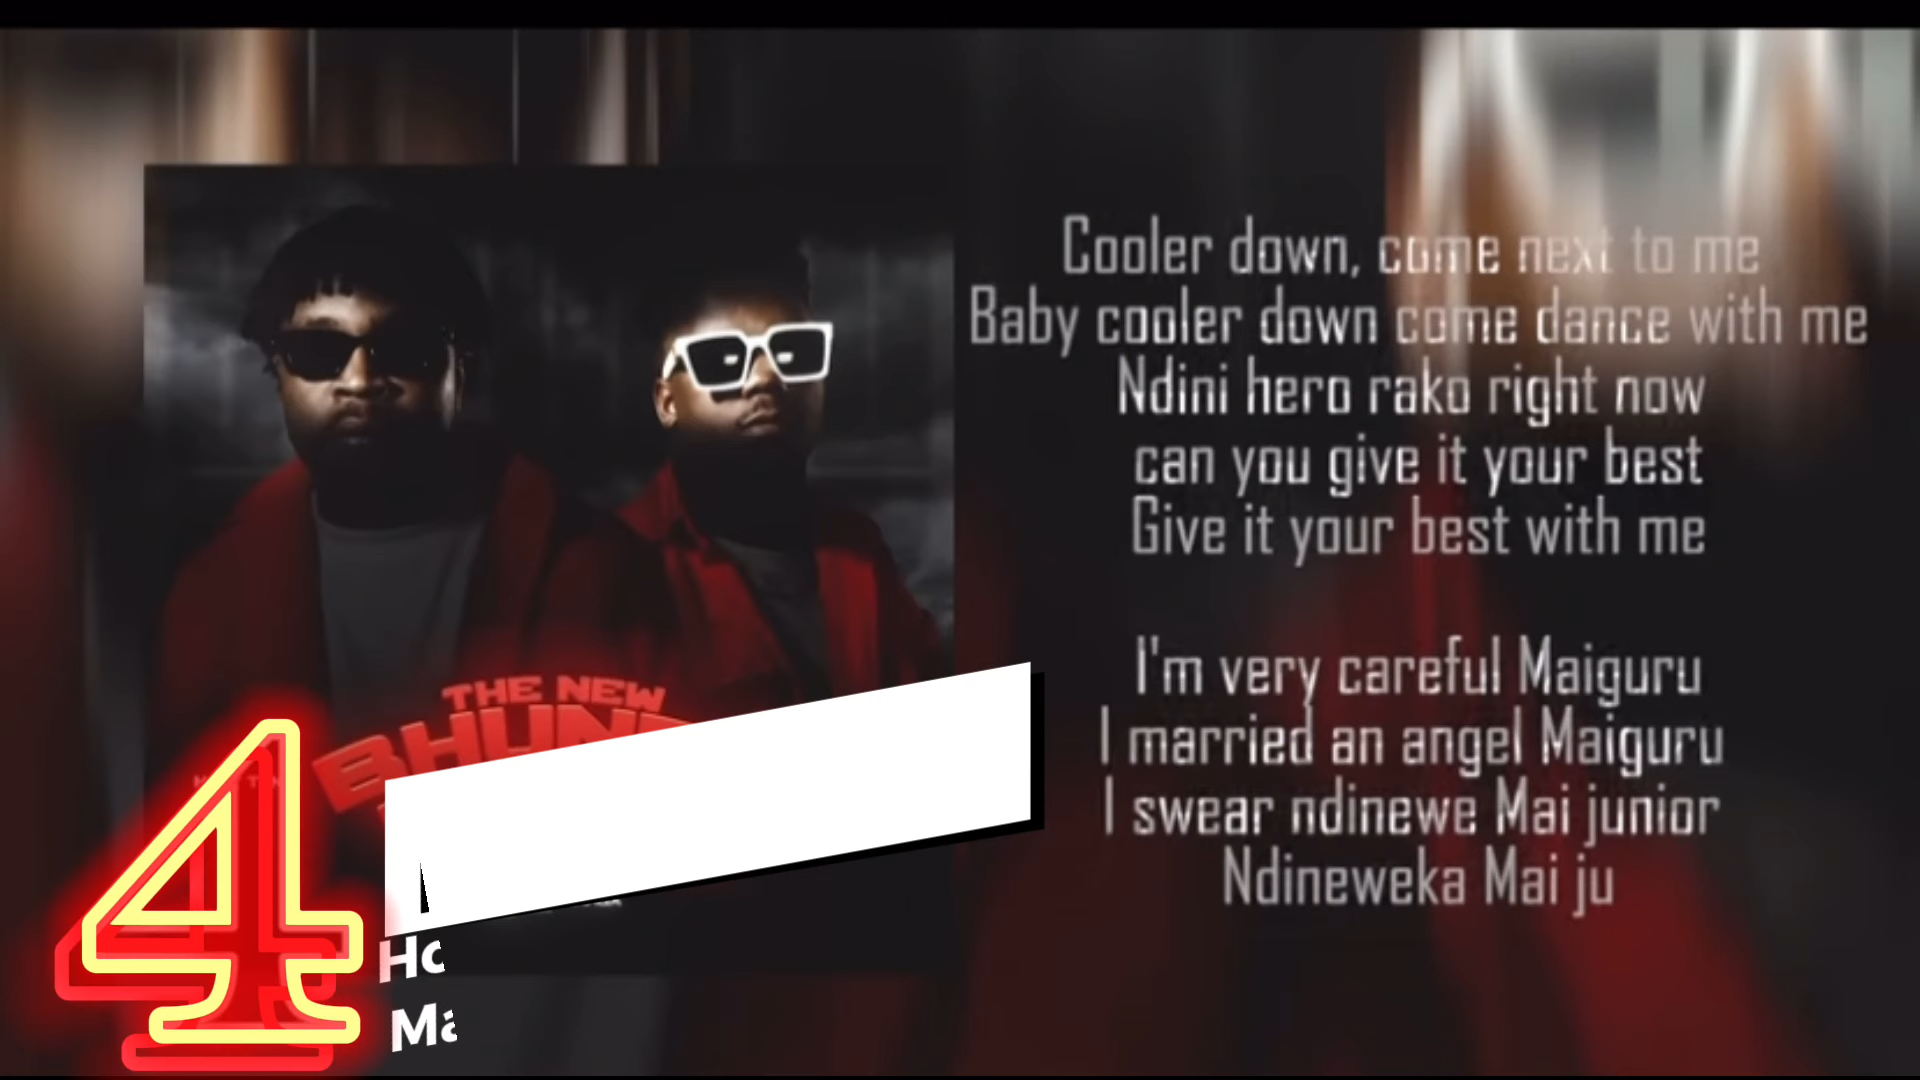 Cooler down, come next to me
Baby cooler down come dance with me
Ndini hero rako right now
can you give it your best
Give it your best with me
I'm very careful Maiguru
I married an angel Maiguru
I swear ndinewe Mai junior
Ndineweka Mai ju
THE NEW
4